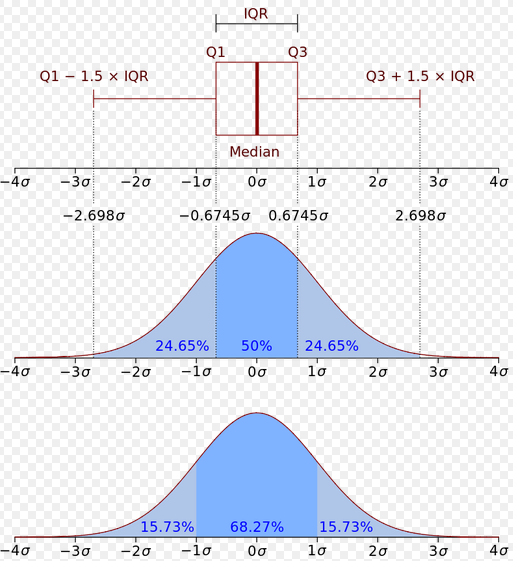 IQR
Q1 Q3
Q1 − 1.5 × IQR Q3 + 1.5 × IQR
Median
−4σ −3σ −2σ −1σ 0σ 1σ 2σ 3σ 4σ
−2.698σ −0.6745σ 0.6745σ 2.698σ
24.65% 50% 24.65%
−4σ −3σ −2σ −1σ 0σ 1σ 2σ 3σ 4σ
15.73% 68.27% 15.73%
−4σ −3σ −2σ −1σ 0σ 1σ 2σ 3σ 4σ